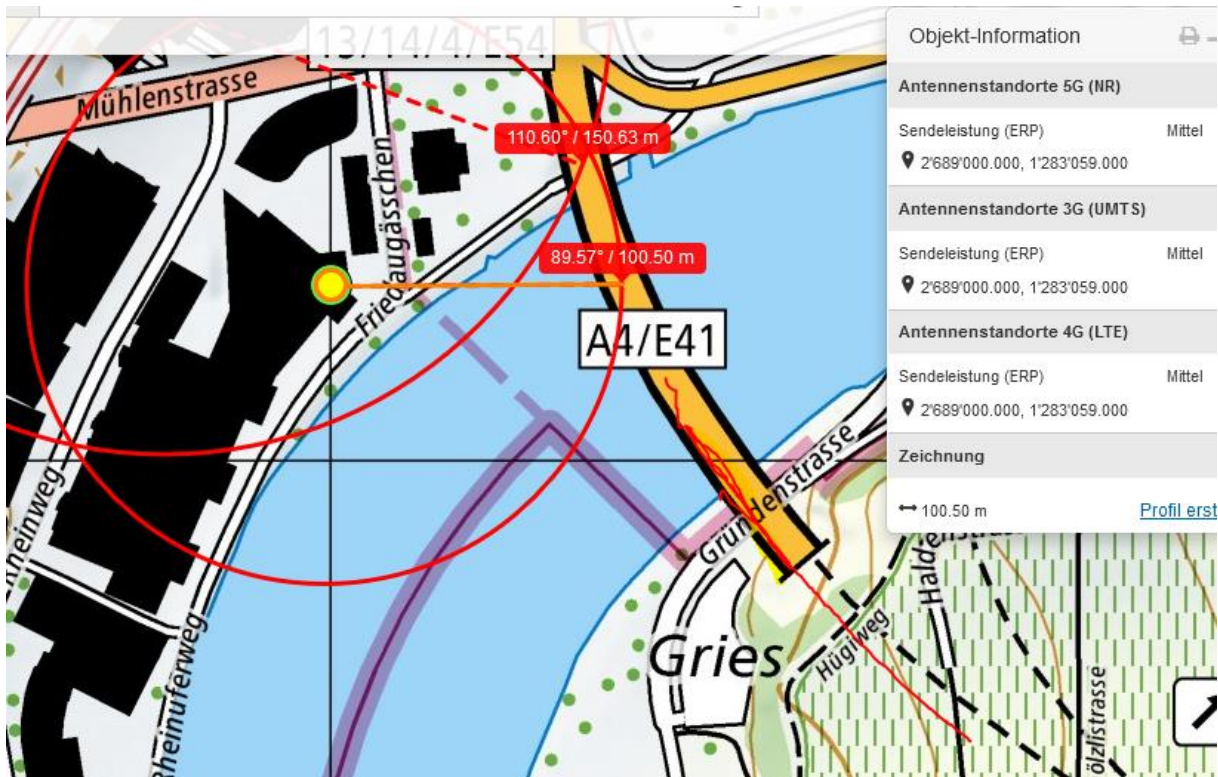 13/14/4/E54
Mühlenstrasse
Friedaugässchen
110.60° / 150.63 m
89.57° / 100.50 m
A4/E41
Rheinuferweg
Gründenstrasse
Gries
Hügiweg
Objekt-Information
Antennenstandorte 5G (NR)
Sendeleistung (ERP) Mittel
2'689'000.000, 1'283'059.000
Antennenstandorte 3G (UMTS)
Sendeleistung (ERP) Mittel
2'689'000.000, 1'283'059.000
Antennenstandorte 4G (LTE)
Sendeleistung (ERP) Mittel
2'689'000.000, 1'283'059.000
Zeichnung
100.50 m Profil erst